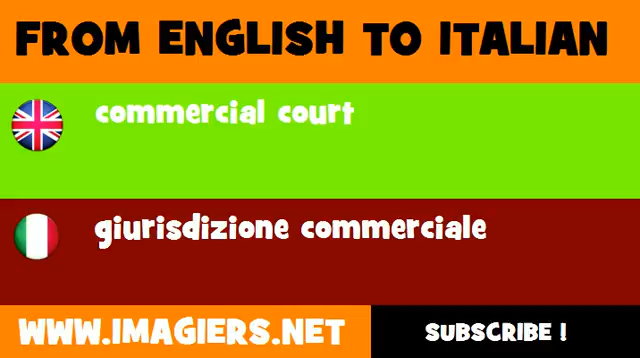 FROM ENGLISH TO ITALIAN
commercial court
giurisdizione commerciale
WWW.IMAGIERS.NET
SUBSCRIBE !